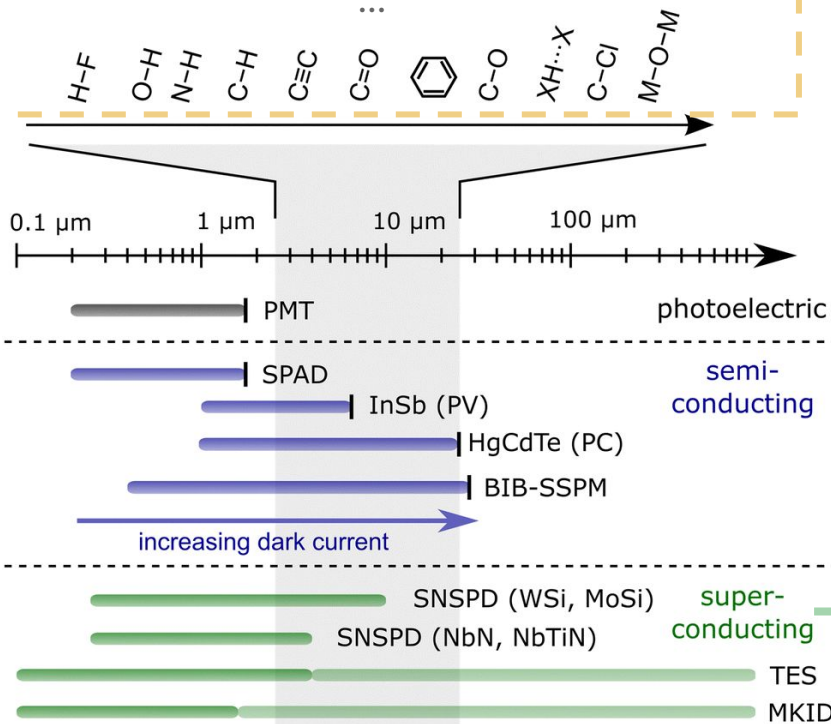 ...
H–F O–H N–H C–H C≡C C=O C–O XH···X C–Cl M–O–M
0.1 µm 1 µm 10 µm 100 µm
PMT photoelectric
SPAD semi-
InSb (PV) conducting
HgCdTe (PC)
BIB-SSPM
increasing dark current
SNSPD (WSi, MoSi) super-
SNSPD (NbN, NbTiN) conducting
TES
MKID